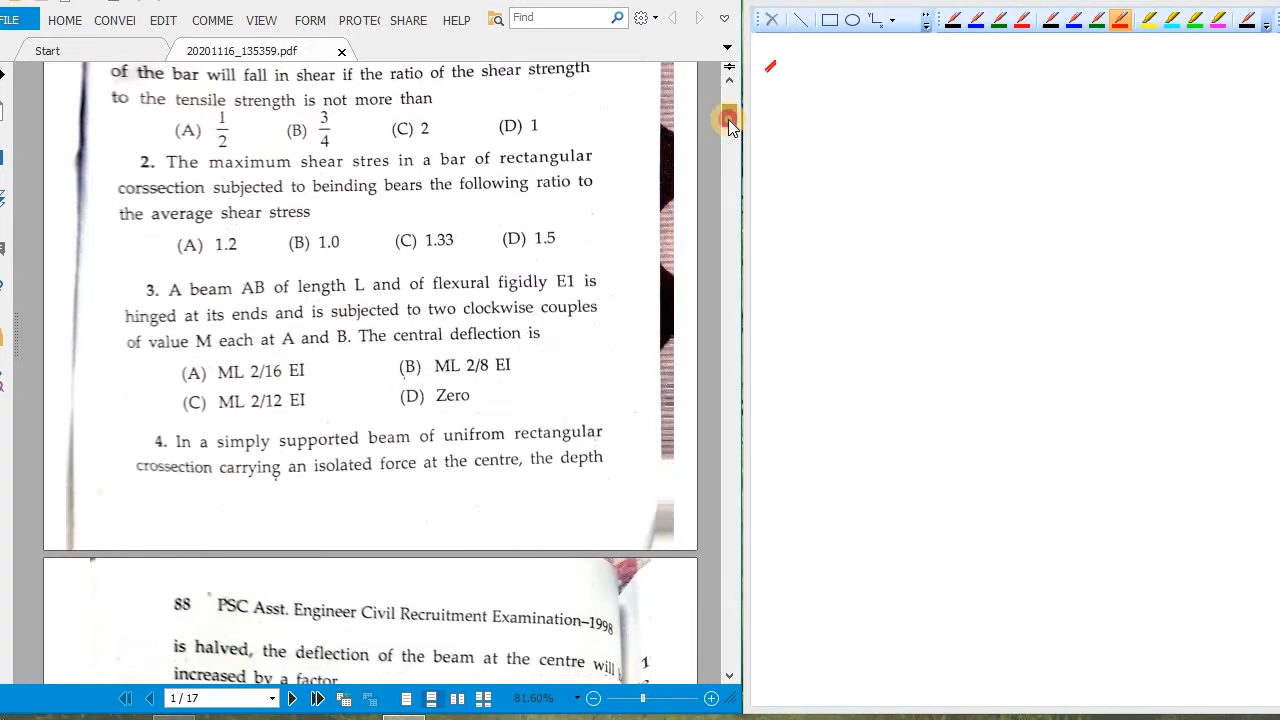 FILE HOME CONVEI EDIT COMME VIEW FORM PROTEC SHARE HELP Find
Start 20201116_135359.pdf
of the bar will fall in shear if the ratio of the shear strength
to the tensile strength is not more than
(A) 1/2 (B) 3/4 (C) 2 (D) 1
2. The maximum shear stres in a bar of rectangular
corssection subjected to beinding bears the following ratio to
the average shear stress
(A) 1.2 (B) 1.0 (C) 1.33 (D) 1.5
3. A beam AB of length L and of flexural figidly E1 is
hinged at its ends and is subjected to two clockwise couples
of value M each at A and B. The central deflection is
(A) ML 2/16 EI (B) ML 2/8 EI
(C) ML 2/12 EI (D) Zero
4. In a simply supported beam of unifrom rectangular
crossection carrying an isolated force at the centre, the depth
88 PSC Asst. Engineer Civil Recruitment Examination–1998
is halved, the deflection of the beam at the centre will
increased by a factor
1 / 17 81.60%